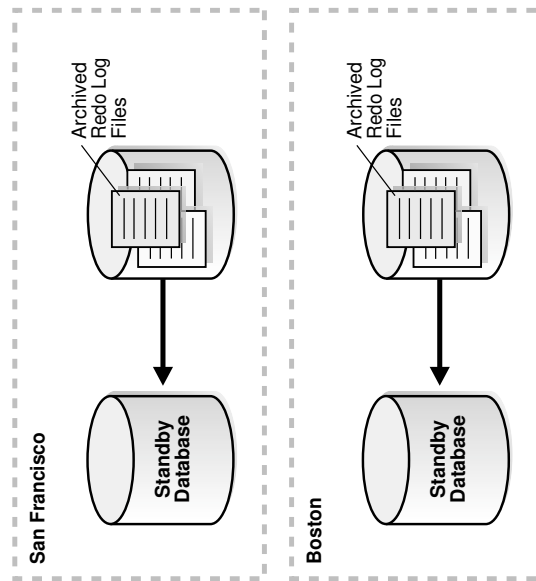 San Francisco
Standby
Database
Archived
Redo Log
Files
Boston
Standby
Database
Archived
Redo Log
Files